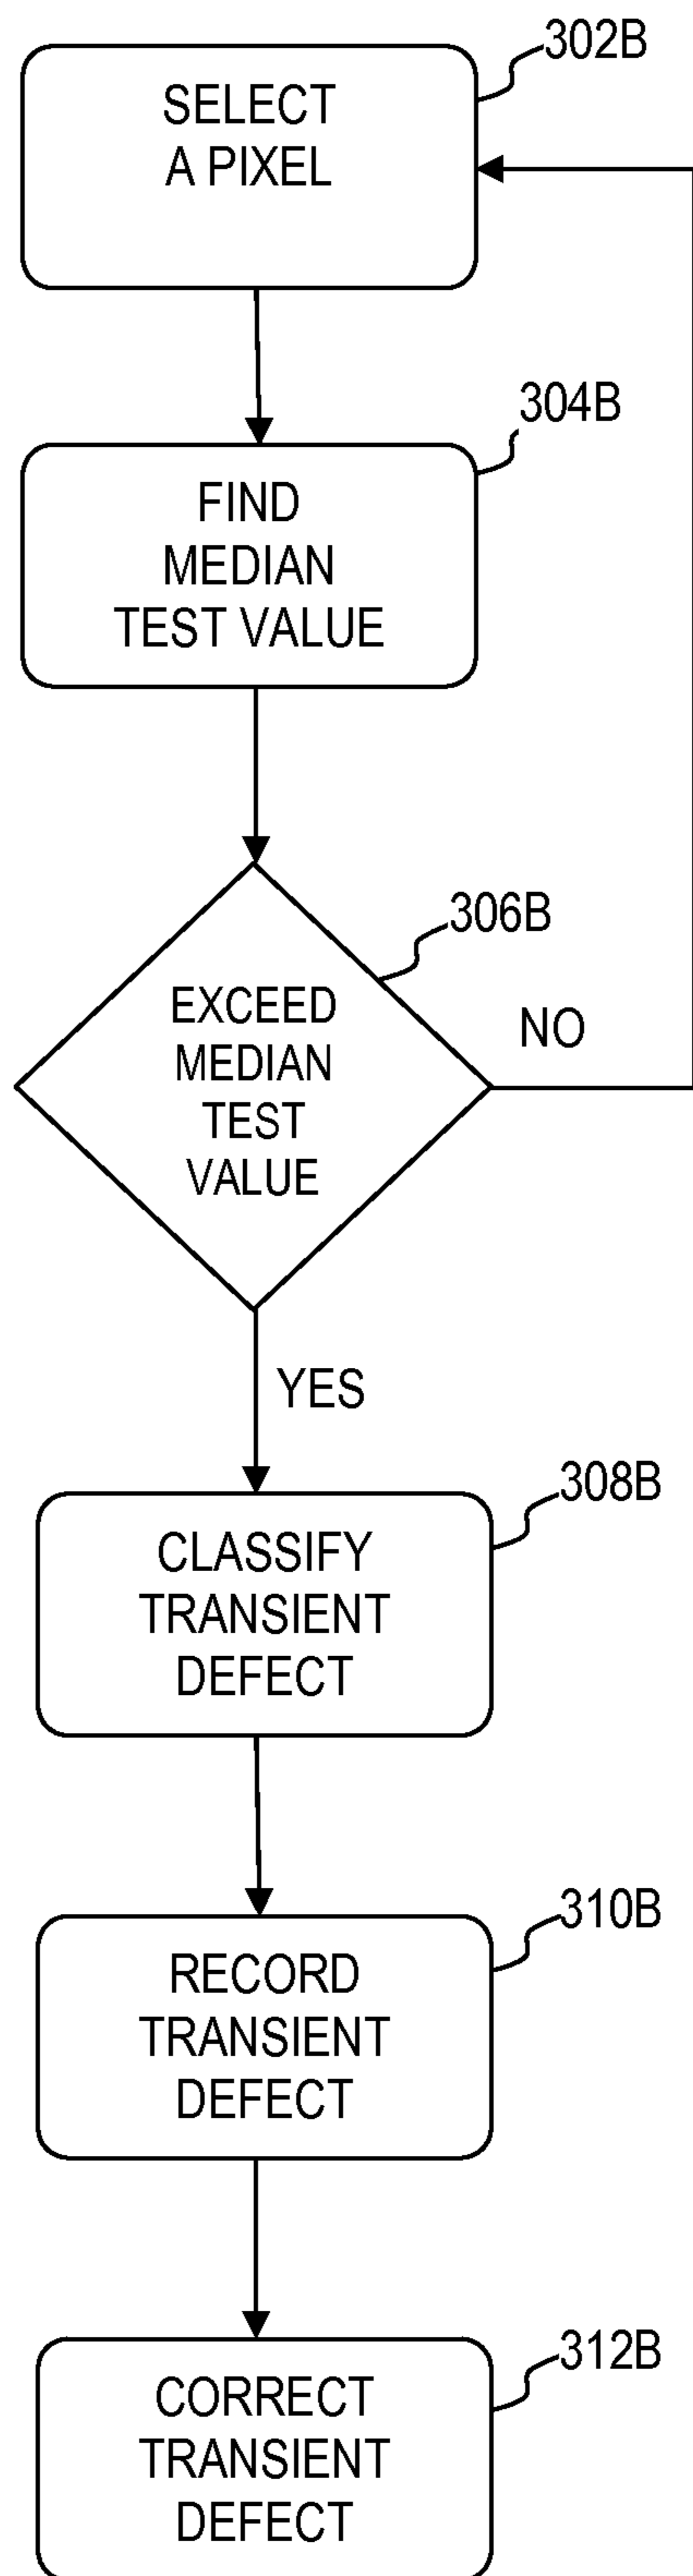 302B
SELECT
A PIXEL
304B
FIND
MEDIAN
TEST VALUE
306B
EXCEED
MEDIAN
TEST
VALUE
NO
YES
308B
CLASSIFY
TRANSIENT
DEFECT
310B
RECORD
TRANSIENT
DEFECT
312B
CORRECT
TRANSIENT
DEFECT